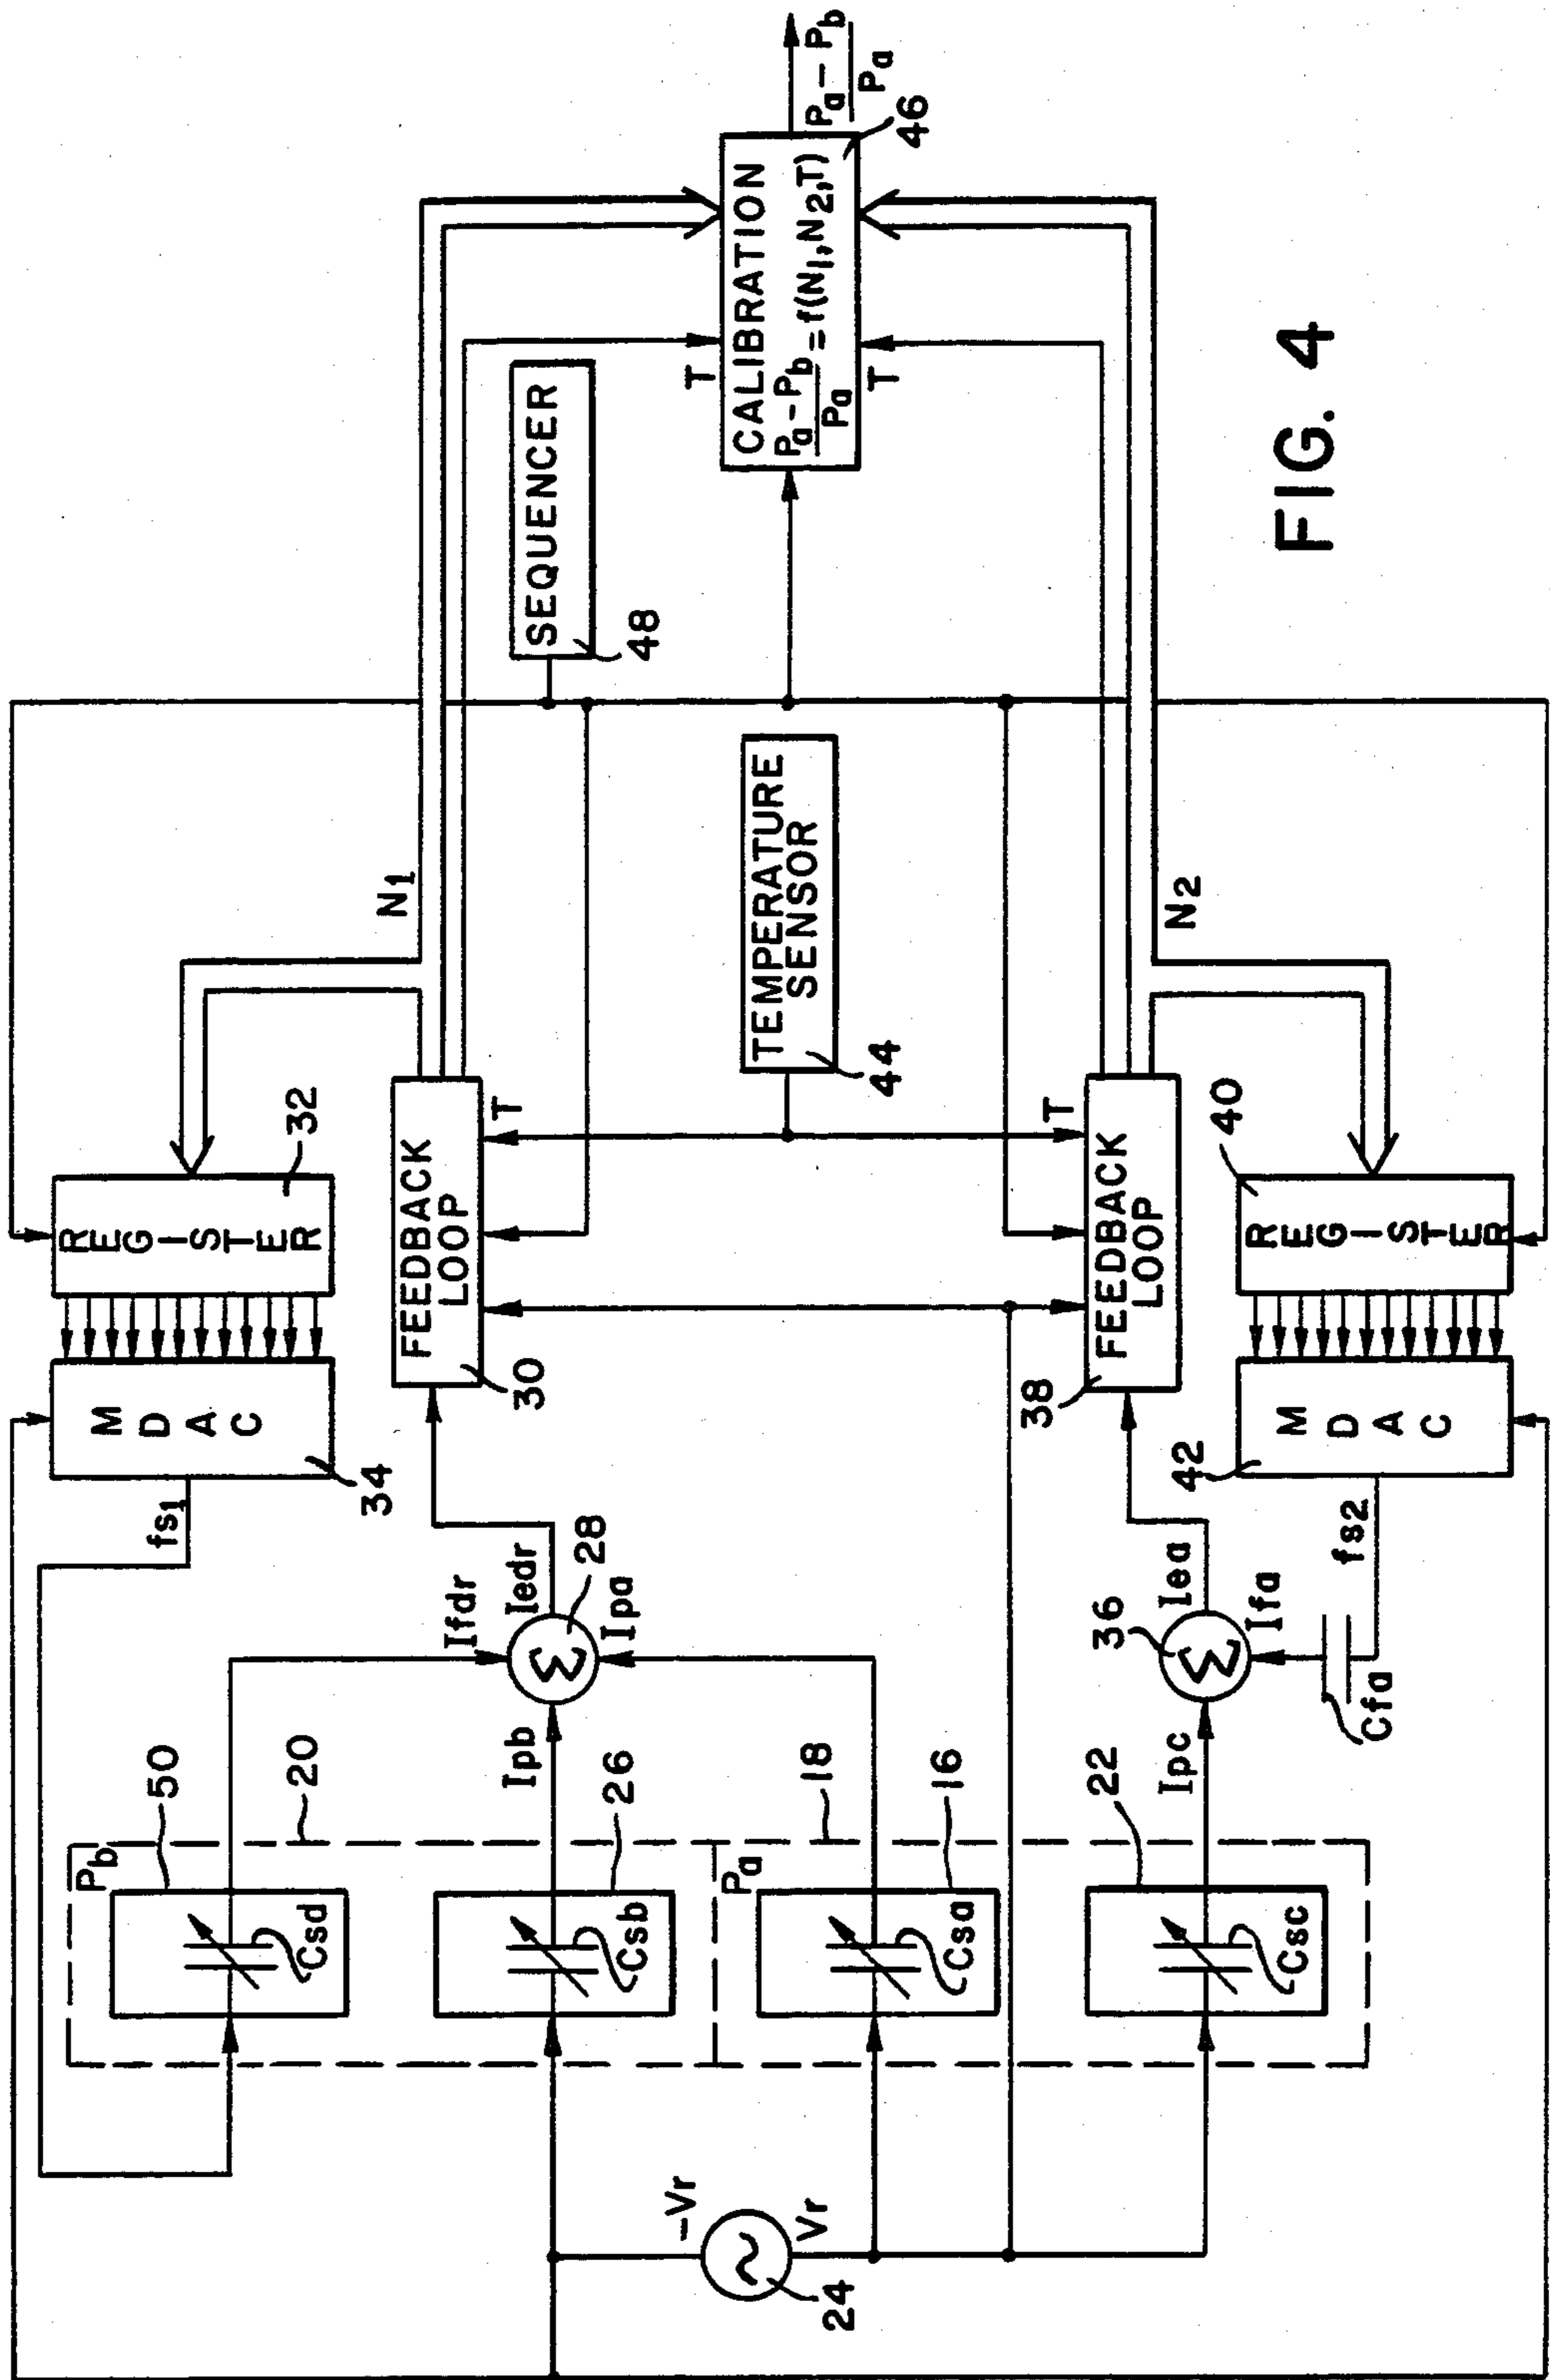 Pb
50
Csd
20
Csb
26
Pa
18
Csa
16
Csc
22
-Vr
Vr
24
Ifdr
Ipb
Ipa
Iedr
28
Ipc
36
Iea
Ifa
Cfa
fs1
fs2
MDAC
34
REGISTER
32
FEEDBACK
LOOP
30
T
FEEDBACK
LOOP
38
T
MDAC
42
REGISTER
40
TEMPERATURE
SENSOR
44
N1
N2
SEQUENCER
48
T
CALIBRATION
Pa - Pb
Pa
= f(N1,N2,T)
T
46
Pa - Pb
Pa
FIG. 4
Σ
Σ